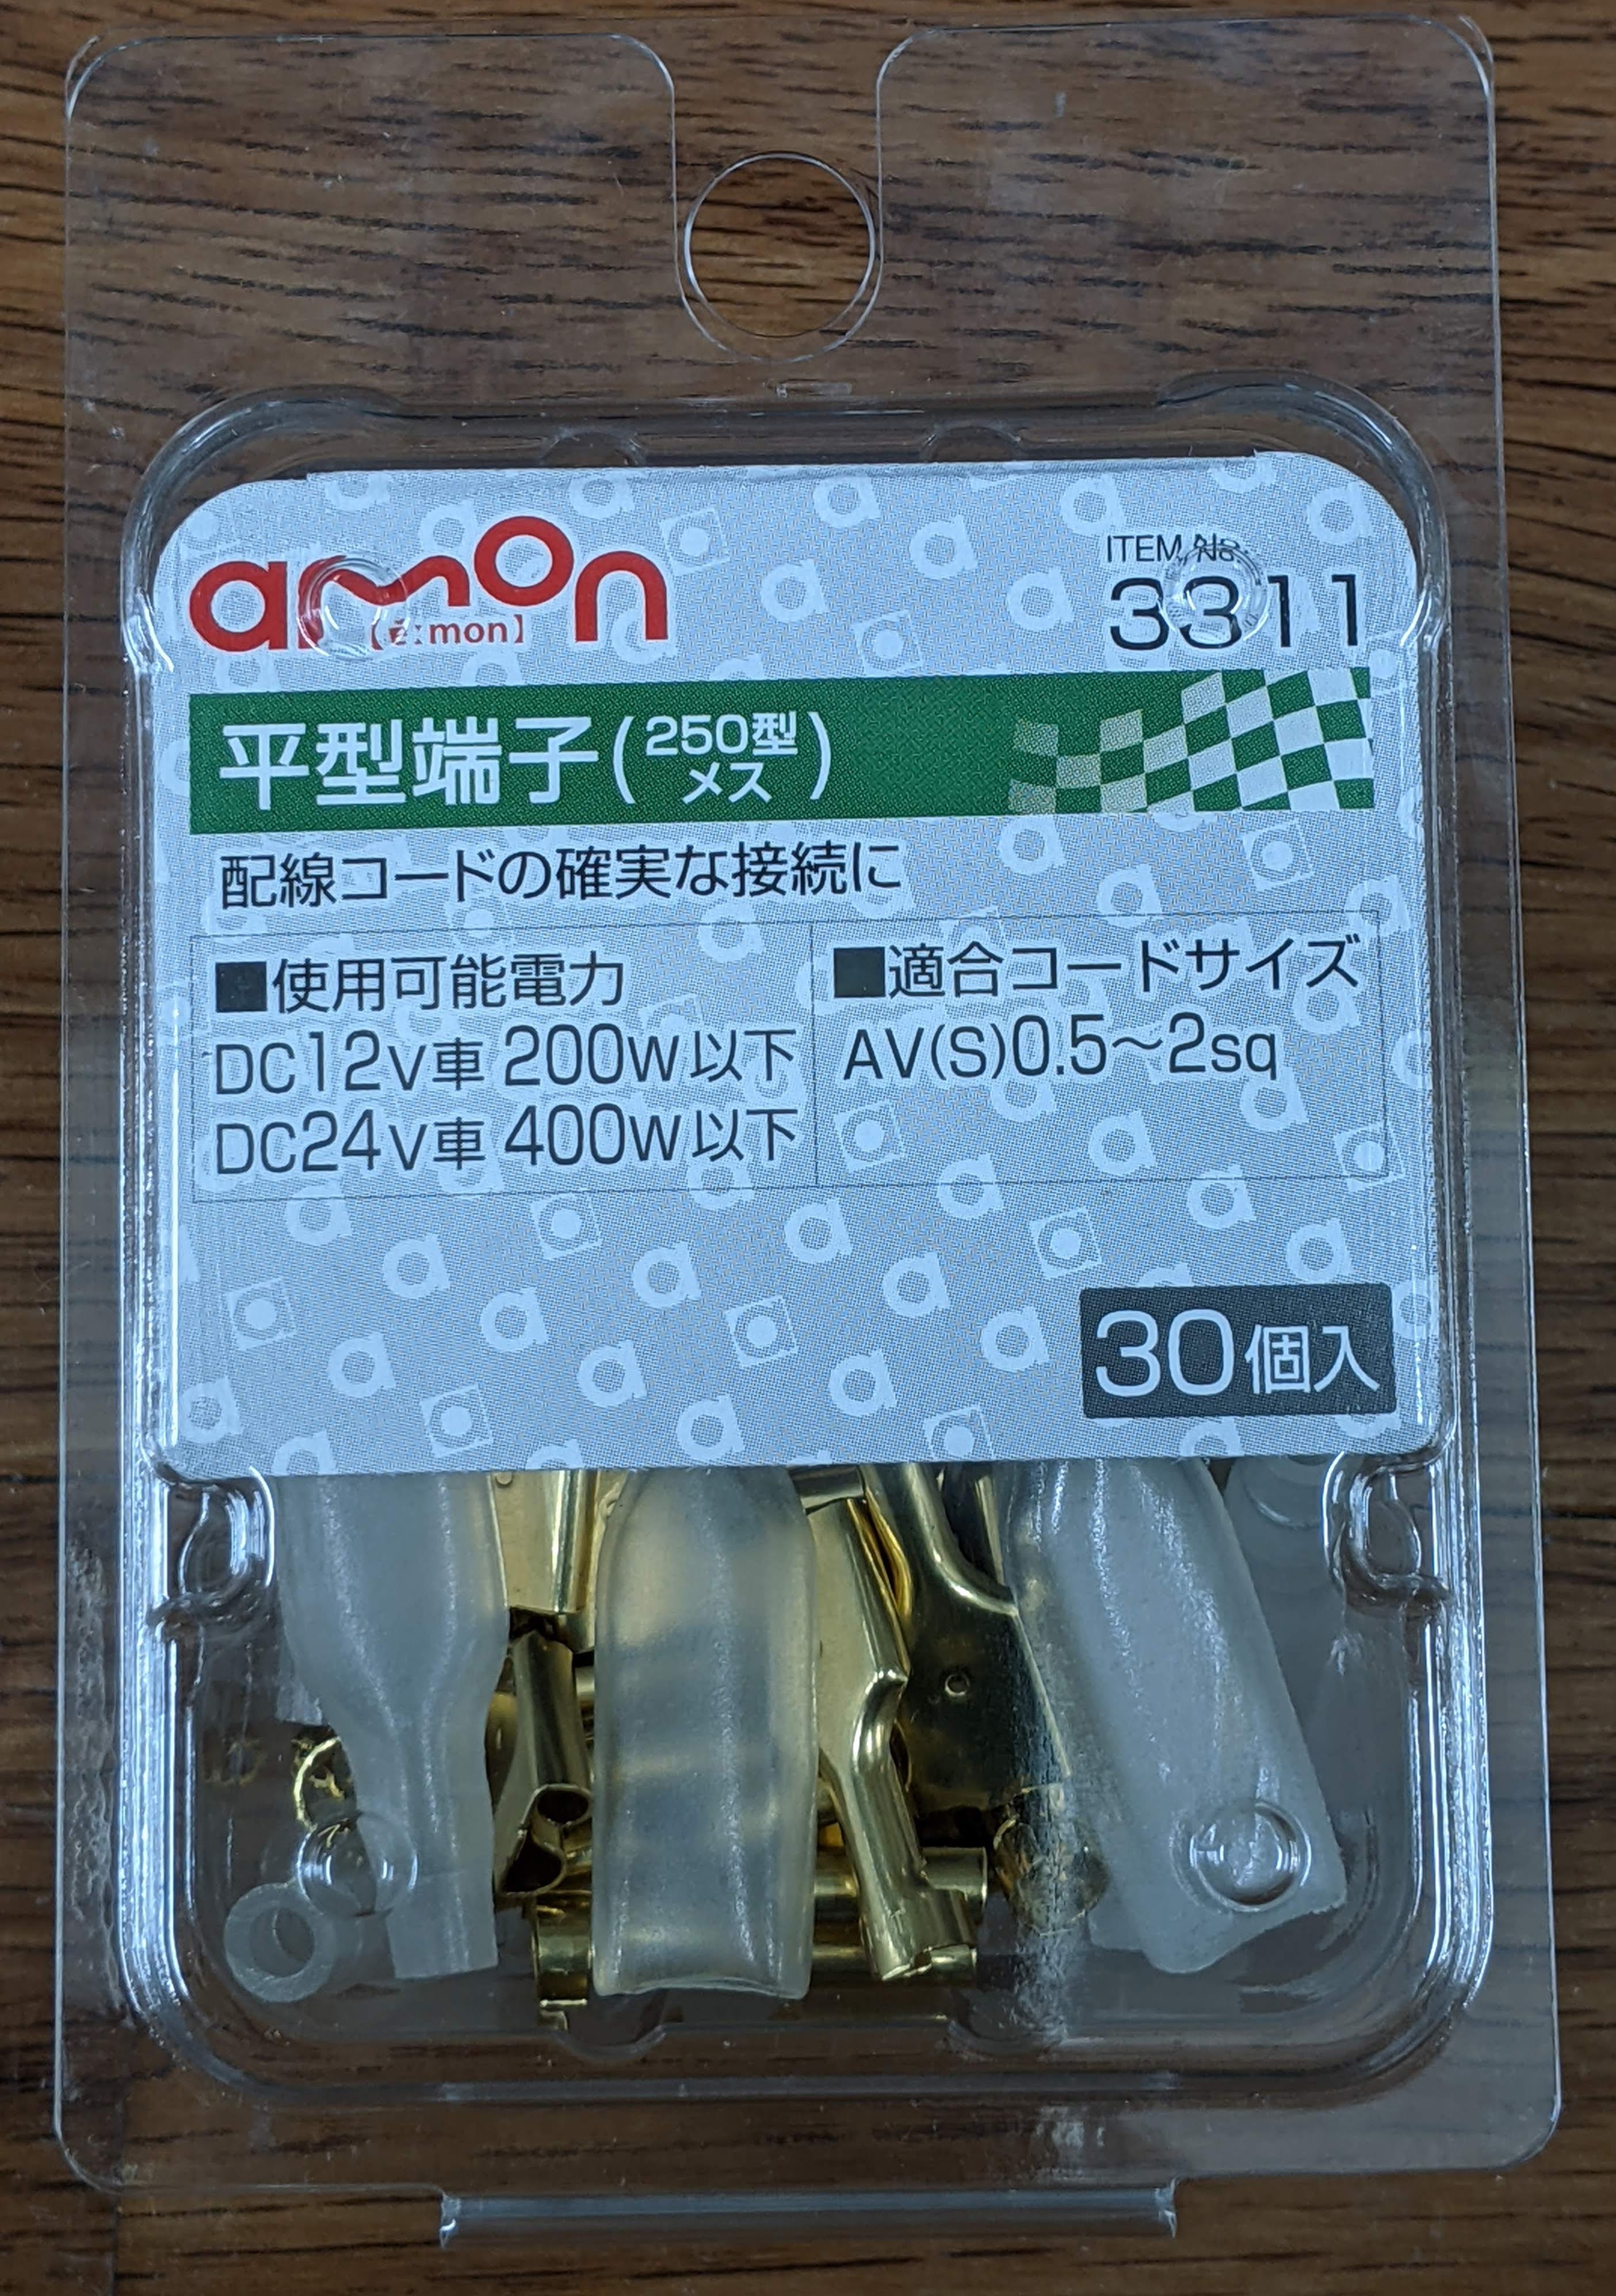 amon
【é:mon】
ITEM No.
3311
平型端子(250型メス)
配線コードの確実な接続に
■使用可能電力
DC12V車 200W以下
DC24V車 400W以下
■適合コードサイズ
AV(S)0.5～2sq
30個入